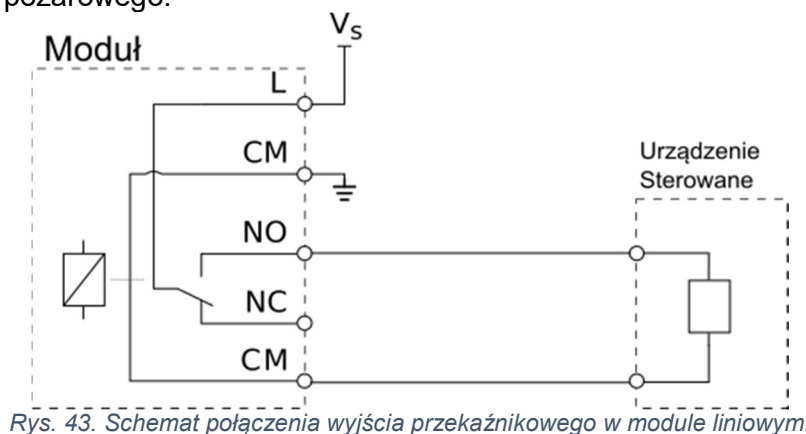 pożarowego.
Vs
Moduł
L
CM
Urządzenie
Sterowane
NO
NC
CM
Rys. 43. Schemat połączenia wyjścia przekaźnikowego w module liniowym.